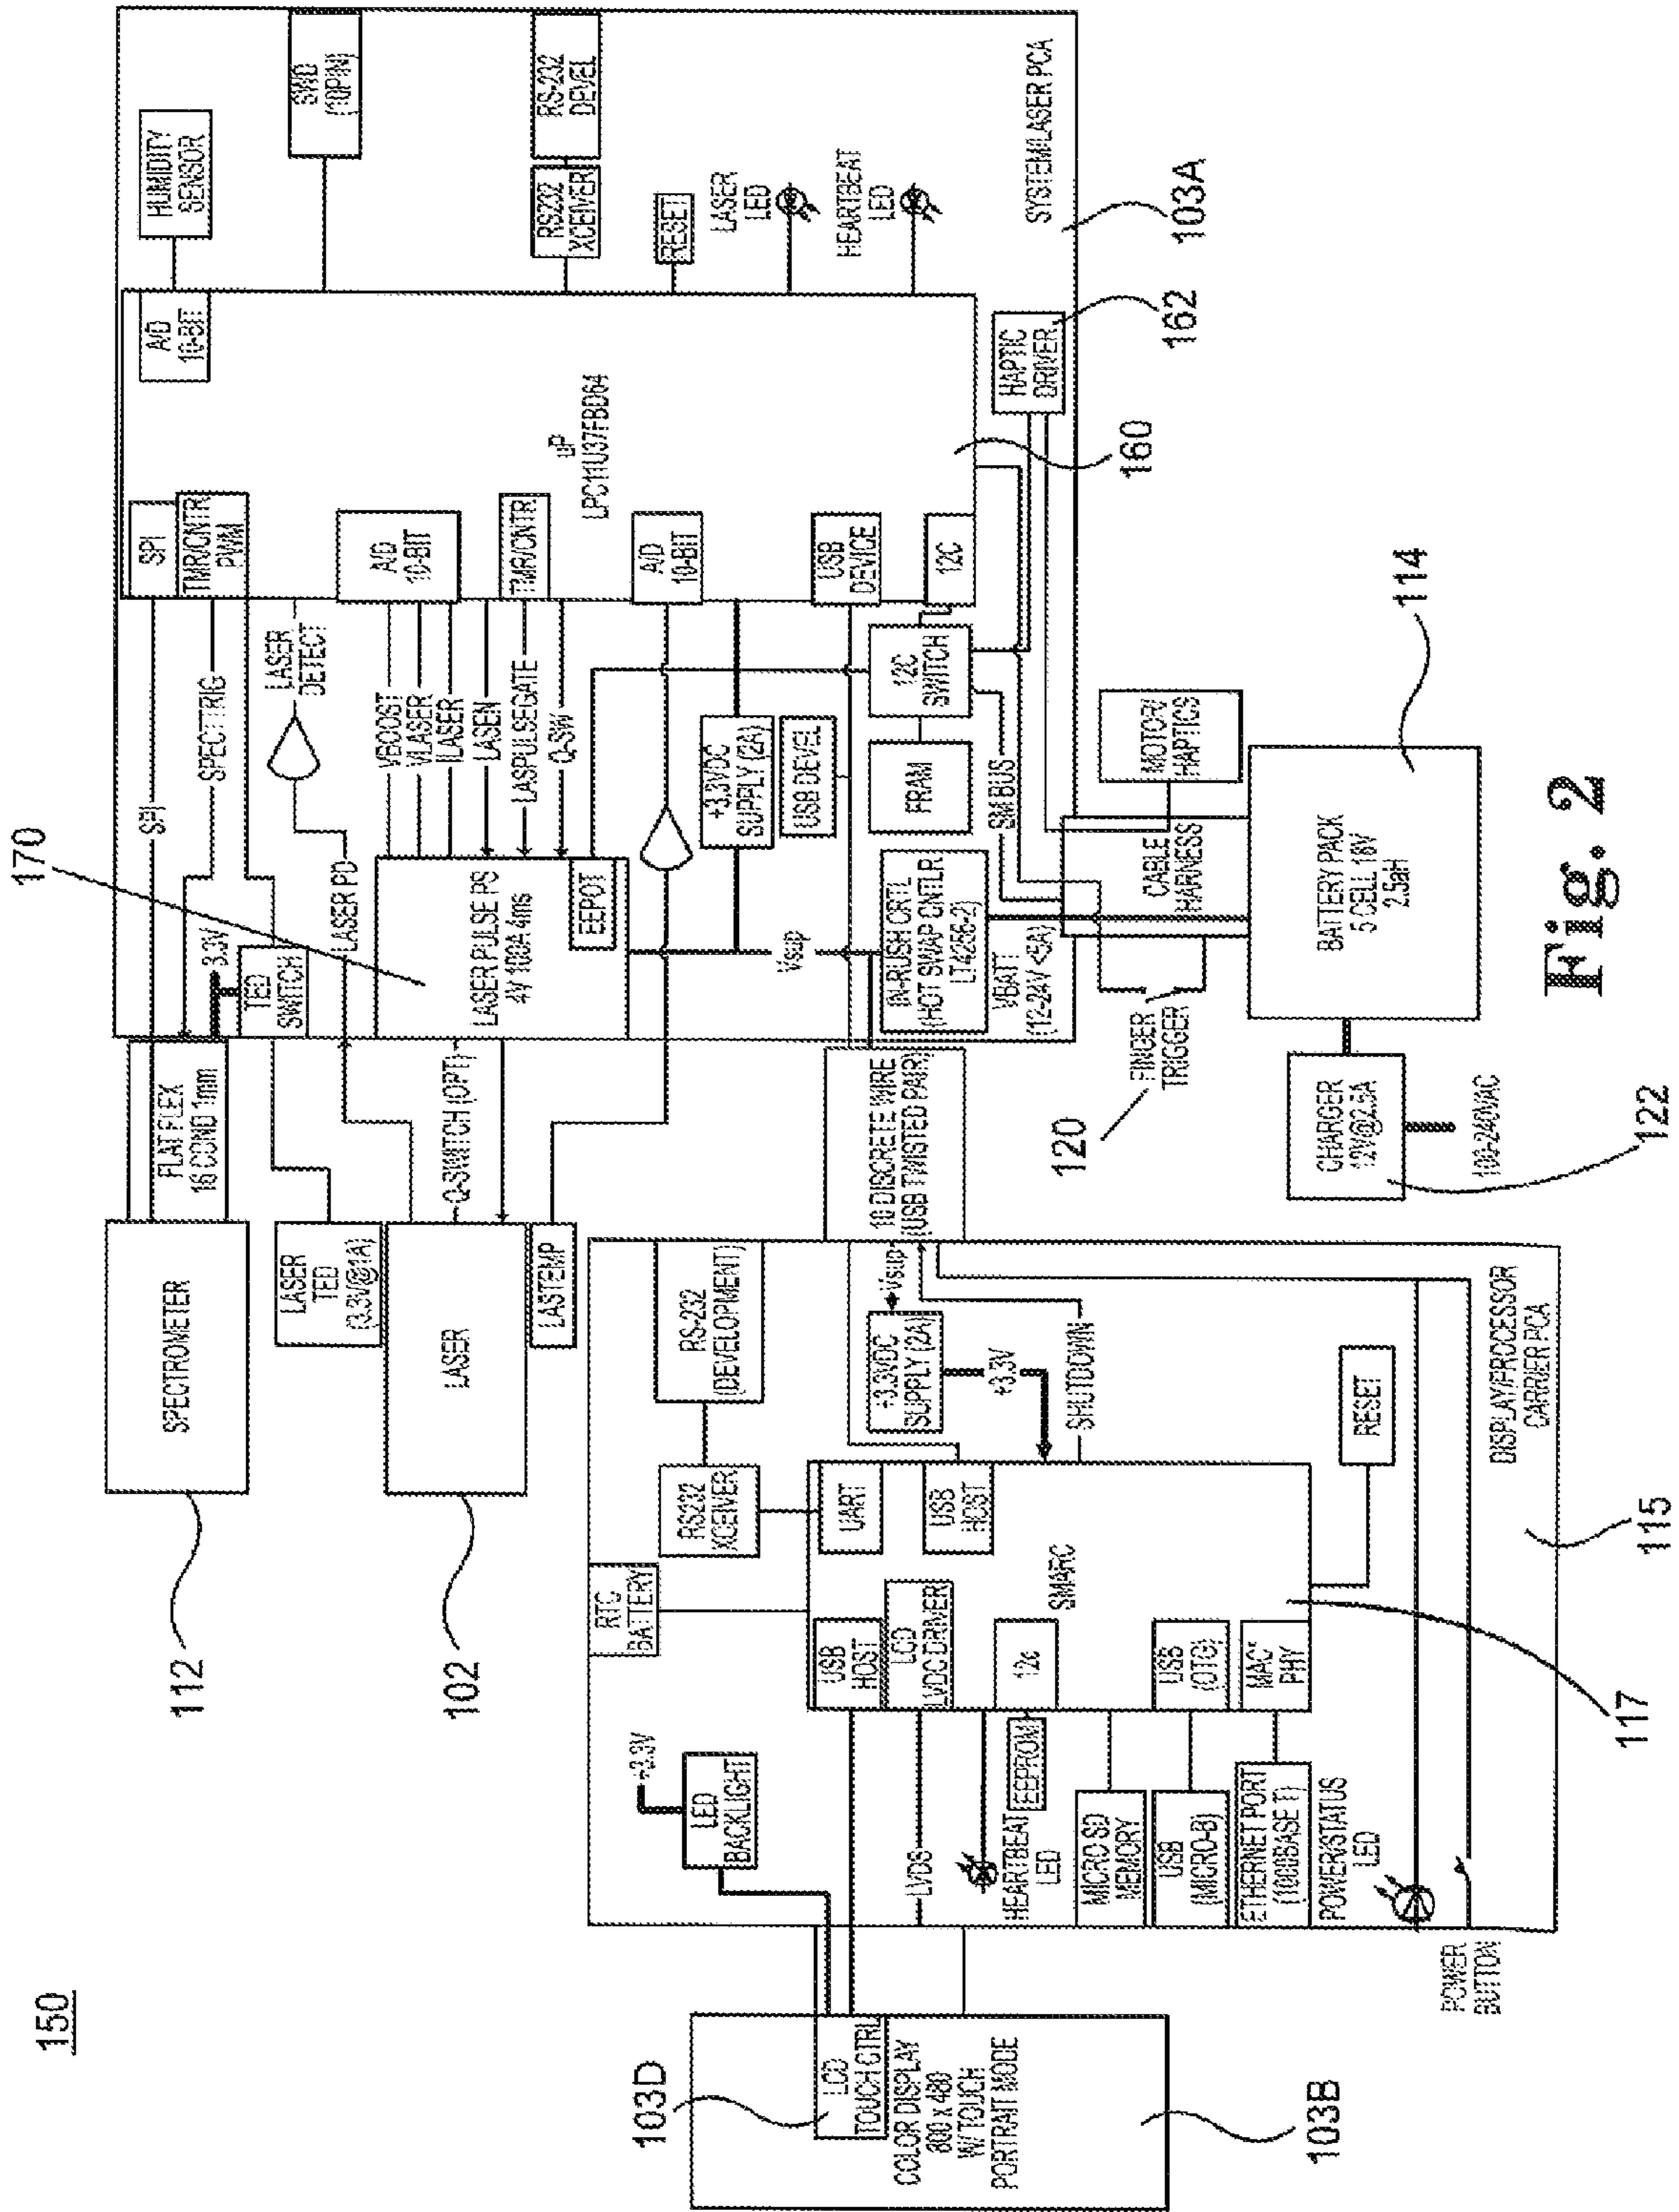 150
SPECTROMETER
112
FLAT FLEX
16 COND 1mm
LASER
TED
(3.3V@1A)
LASER
102
LASTEMP
Q-SWITCH (OPT)
170
SPI
SPECTRIG
3.3V
TED
SWITCH
LASER
DETECT
LASER PD
LASER PULSE PS
4V 100A 4ms
EEPOT
VBOOST
VLASER
ILASER
LASEN
LASPULSEGATE
Q-SW
SPI
TMR/CNTR
PWM
A/D
10-BIT
TMR/CNTR
A/D
10-BIT
USB
DEVICE
12C
uP
LPC11U37FBD64
160
A/D
10-BIT
HUMIDITY
SENSOR
SWD
(10PIN)
RS232
XCEIVER
RS-232
DEVEL
RESET
LASER
LED
HEARTBEAT
LED
SYSTEM/LASER PCA
103A
HAPTIC
DRIVER
162
+3.3VDC
SUPPLY (2A)
USB DEVEL
Vsup
12C
SWITCH
FRAM
SM BUS
IN-RUSH CRTL
(HOT SWAP CNTLR
LT4256-2)
VBATT
(12-24V <5A)
10 DISCRETE WIRE
(USB TWISTED PAIR)
FINGER
TRIGGER
120
CABLE
HARNESS
MOTOR/
HAPTICS
BATTERY PACK
5 CELL 18V
2.5aH
114
CHARGER
12V@2.5A
122
100-240VAC
RTC
BATTERY
RS232
XCEIVER
RS-232
(DEVELOPMENT)
+3.3V
LED
BACKLIGHT
USB
HOST
LCD
LVDC DRIVER
12c
USB
(OTG)
MAC*
PHY
UART
USB
HOST
SMARC
117
+3.3VDC
SUPPLY (2A)
Vsup
+3.3V
SHUTDOWN
RESET
LVDS
HEARTBEAT
LED
EEPROM
MICRO SD
MEMORY
USB
(MICRO-B)
ETHERNET PORT
(100BASE T)
POWER/STATUS
LED
POWER
BUTTON
DISPLAY/PROCESSOR
CARRIER PCA
115
LCD
TOUCH CTRL
103D
COLOR DISPLAY
800 x 480
W/ TOUCH
PORTRAIT MODE
103B
Fig. 2